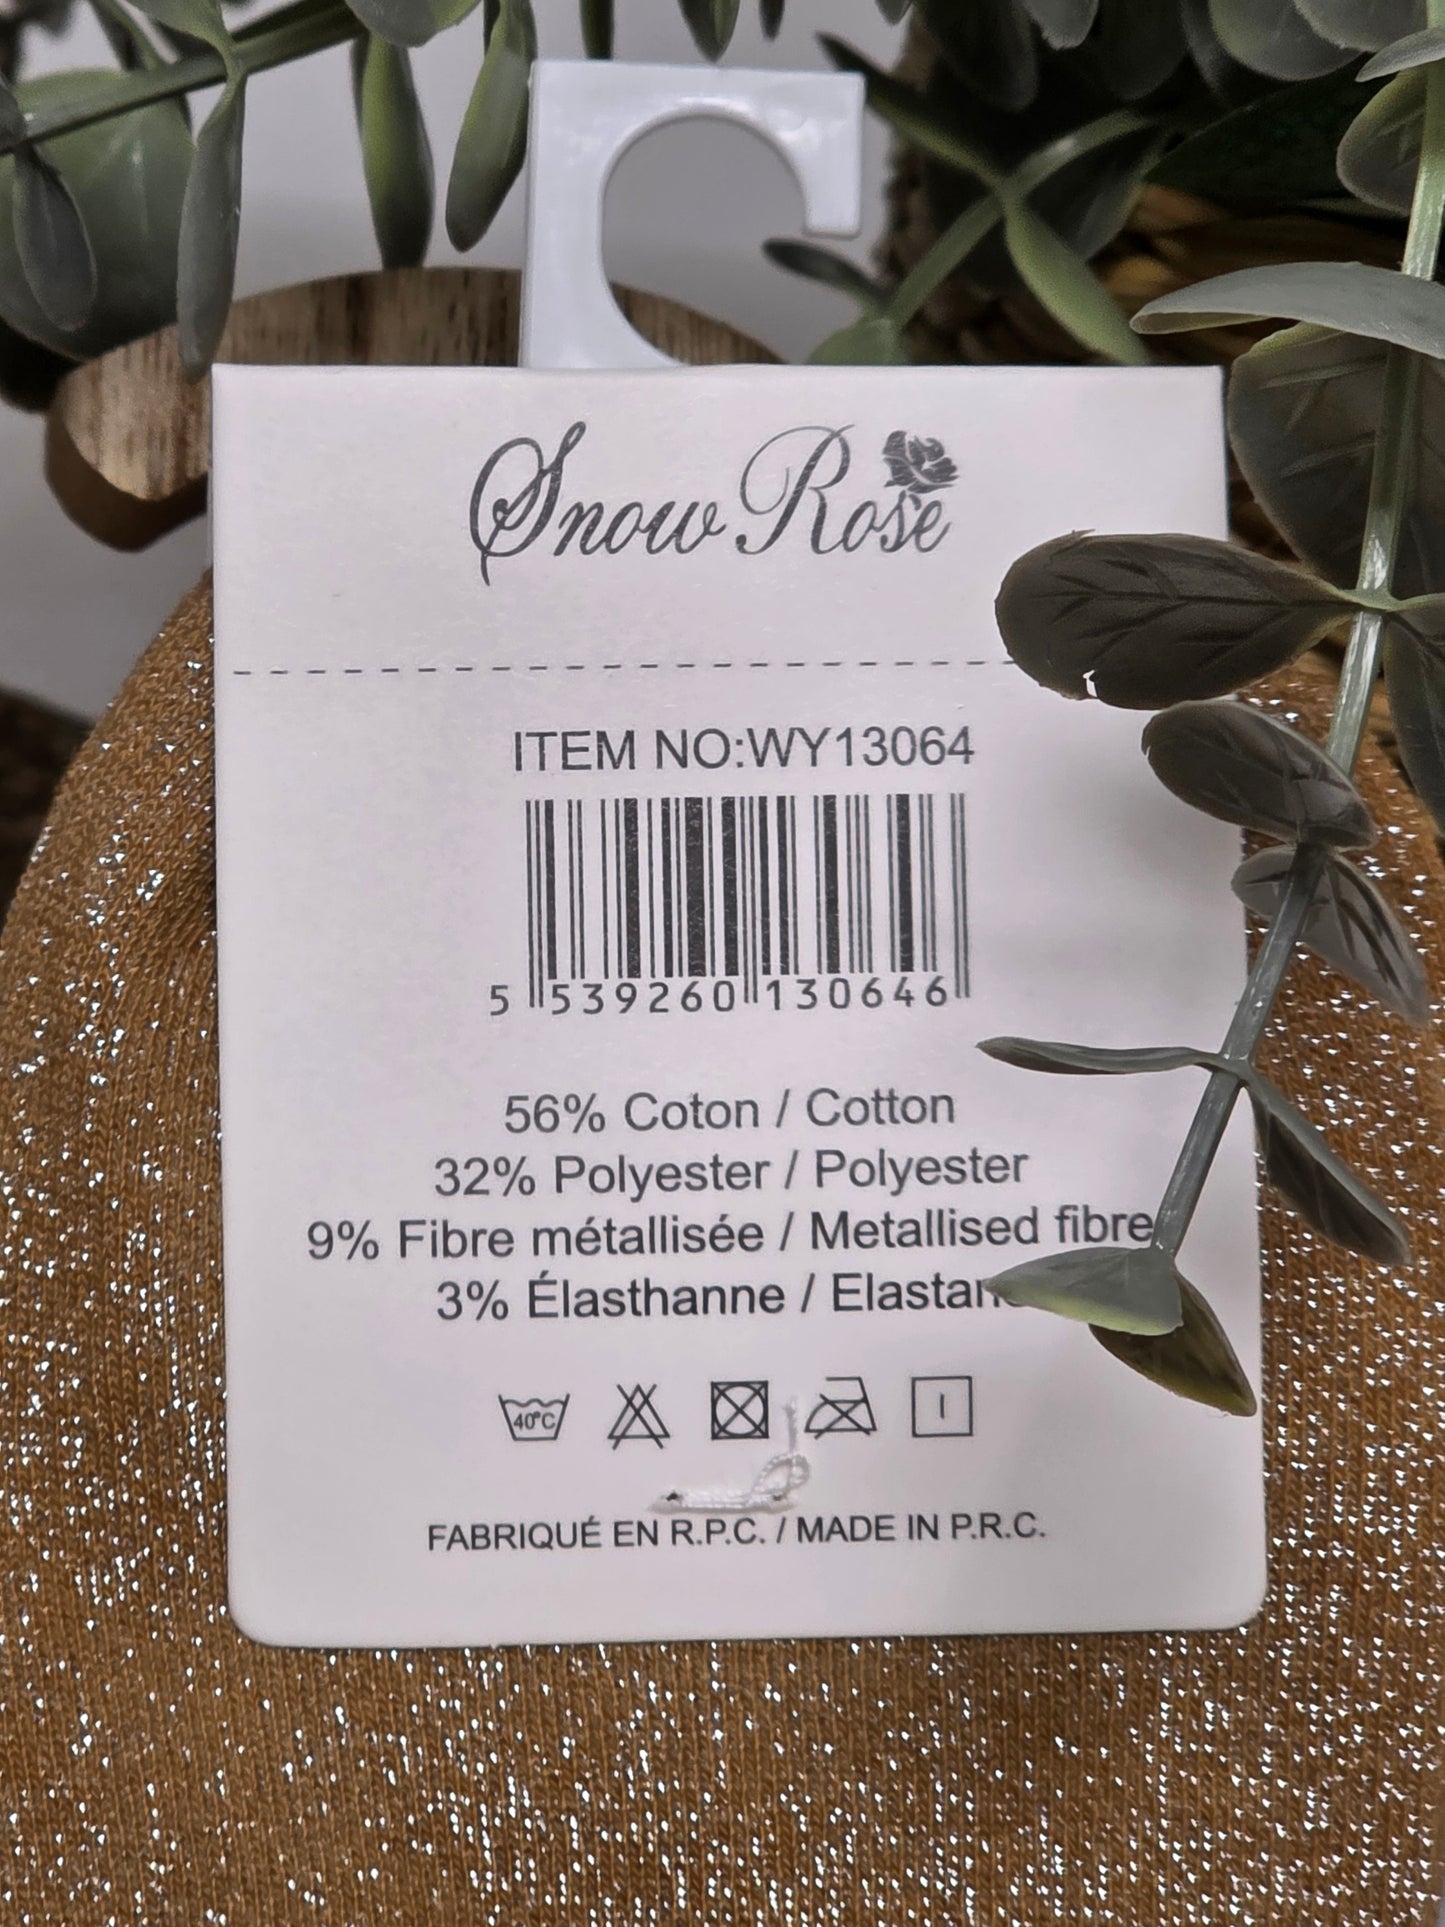 Snow Rose
ITEM NO:WY13064
5 539260 130646
56% Coton / Cotton
32% Polyester / Polyester
9% Fibre métallisée / Metallised fibre
3% Élasthanne /
40°C
FABRIQUÉ EN R.P.C. / MADE IN P.R.C.